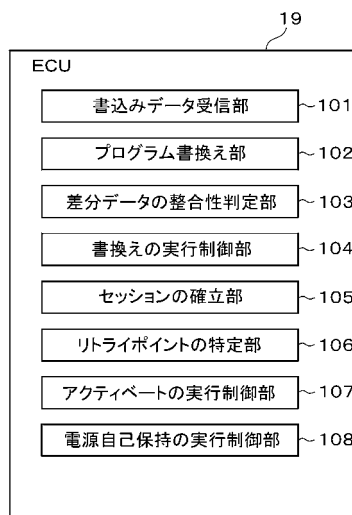 19
ECU
書込みデータ受信部 101
プログラム書換え部 102
差分データの整合性判定部 103
書換えの実行制御部 104
セッションの確立部 105
リトライポイントの特定部 106
アクティベートの実行制御部 107
電源自己保持の実行制御部 108